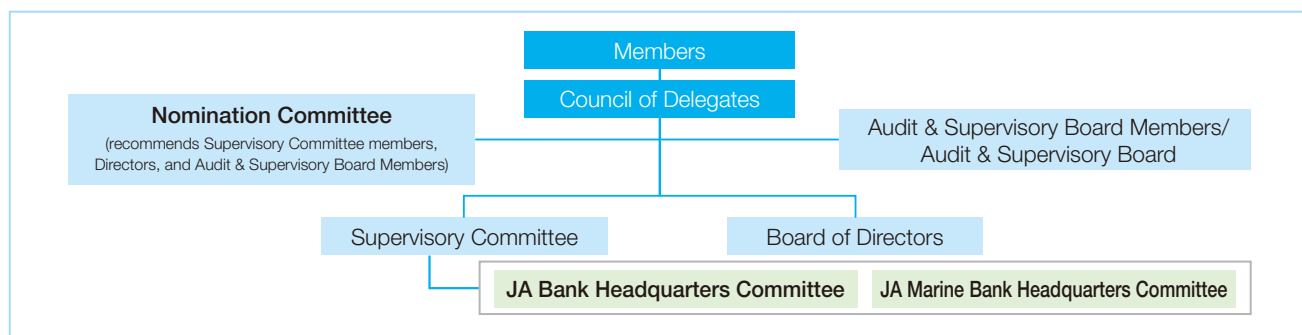 Members
Council of Delegates
Nomination Committee
(recommends Supervisory Committee members,
Directors, and Audit & Supervisory Board Members)
Audit & Supervisory Board Members/
Audit & Supervisory Board
Supervisory Committee
Board of Directors
JA Bank Headquarters Committee
JA Marine Bank Headquarters Committee